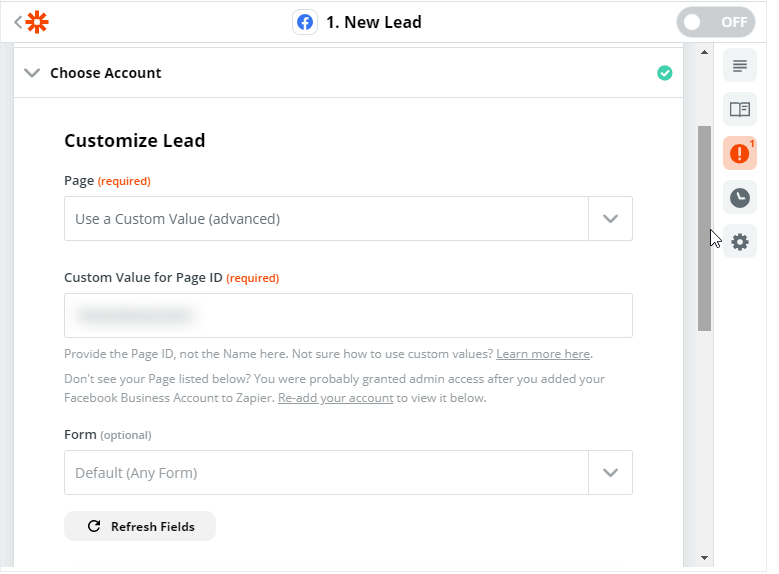 1. New Lead
OFF
Choose Account
1
Customize Lead
Page (required)
Use a Custom Value (advanced)
Custom Value for Page ID (required)
Provide the Page ID, not the Name here. Not sure how to use custom values? Learn more here.
Don't see your Page listed below? You were probably granted admin access after you added your
Facebook Business Account to Zapier. Re-add your account to view it below.
Form (optional)
Default (Any Form)
Refresh Fields